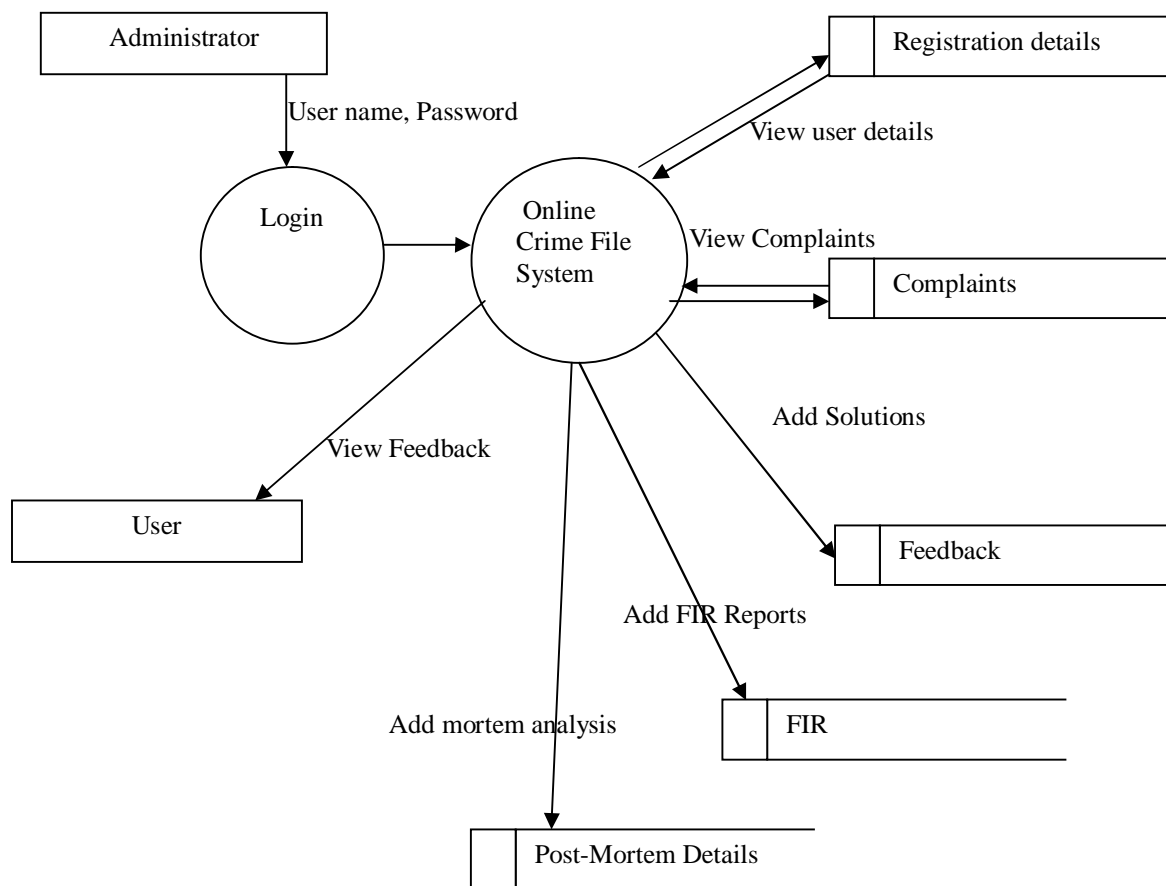 Administrator
Registration details
User name, Password
View user details
Login
Online
Crime File
System
View Complaints
Complaints
Add Solutions
View Feedback
User
Feedback
Add FIR Reports
Add mortem analysis
FIR
Post-Mortem Details